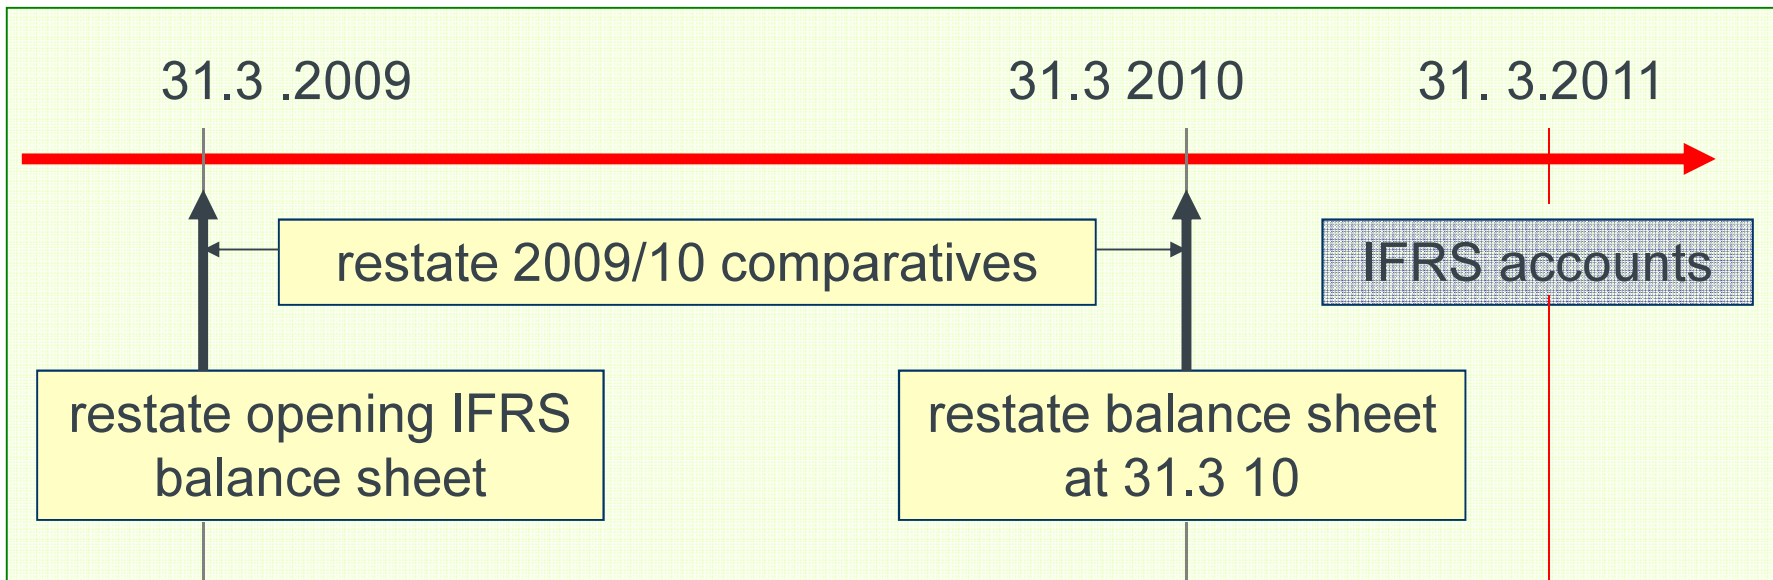 31.3 .2009
31.3 2010
31. 3.2011
restate 2009/10 comparatives
IFRS accounts
restate opening IFRS
balance sheet
restate balance sheet
at 31.3 10